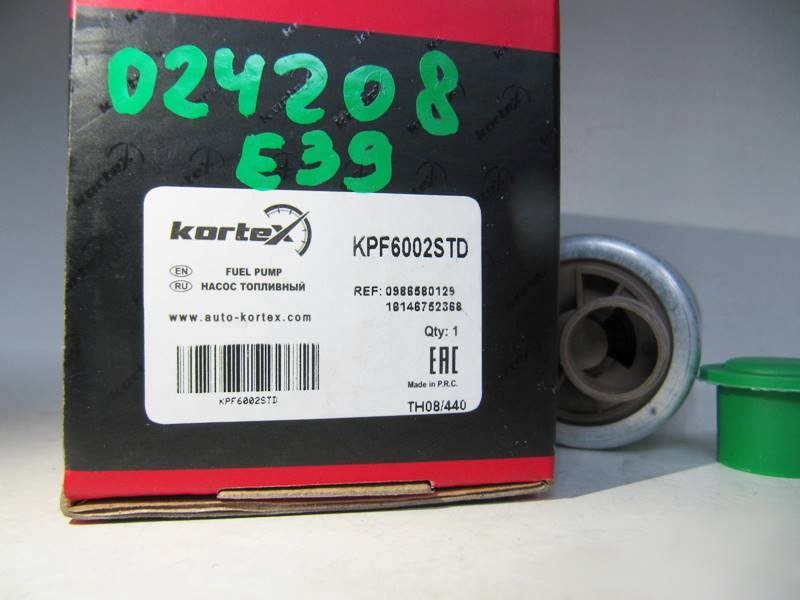 024208
E39
kortex
KPF6002STD
EN FUEL PUMP
RU НАСОС ТОПЛИВНЫЙ
REF: 0986580129
16146752368
www.auto-kortex.com
Qty: 1
EAC
Made in P.R.C.
KPF6002STD
TH08/440